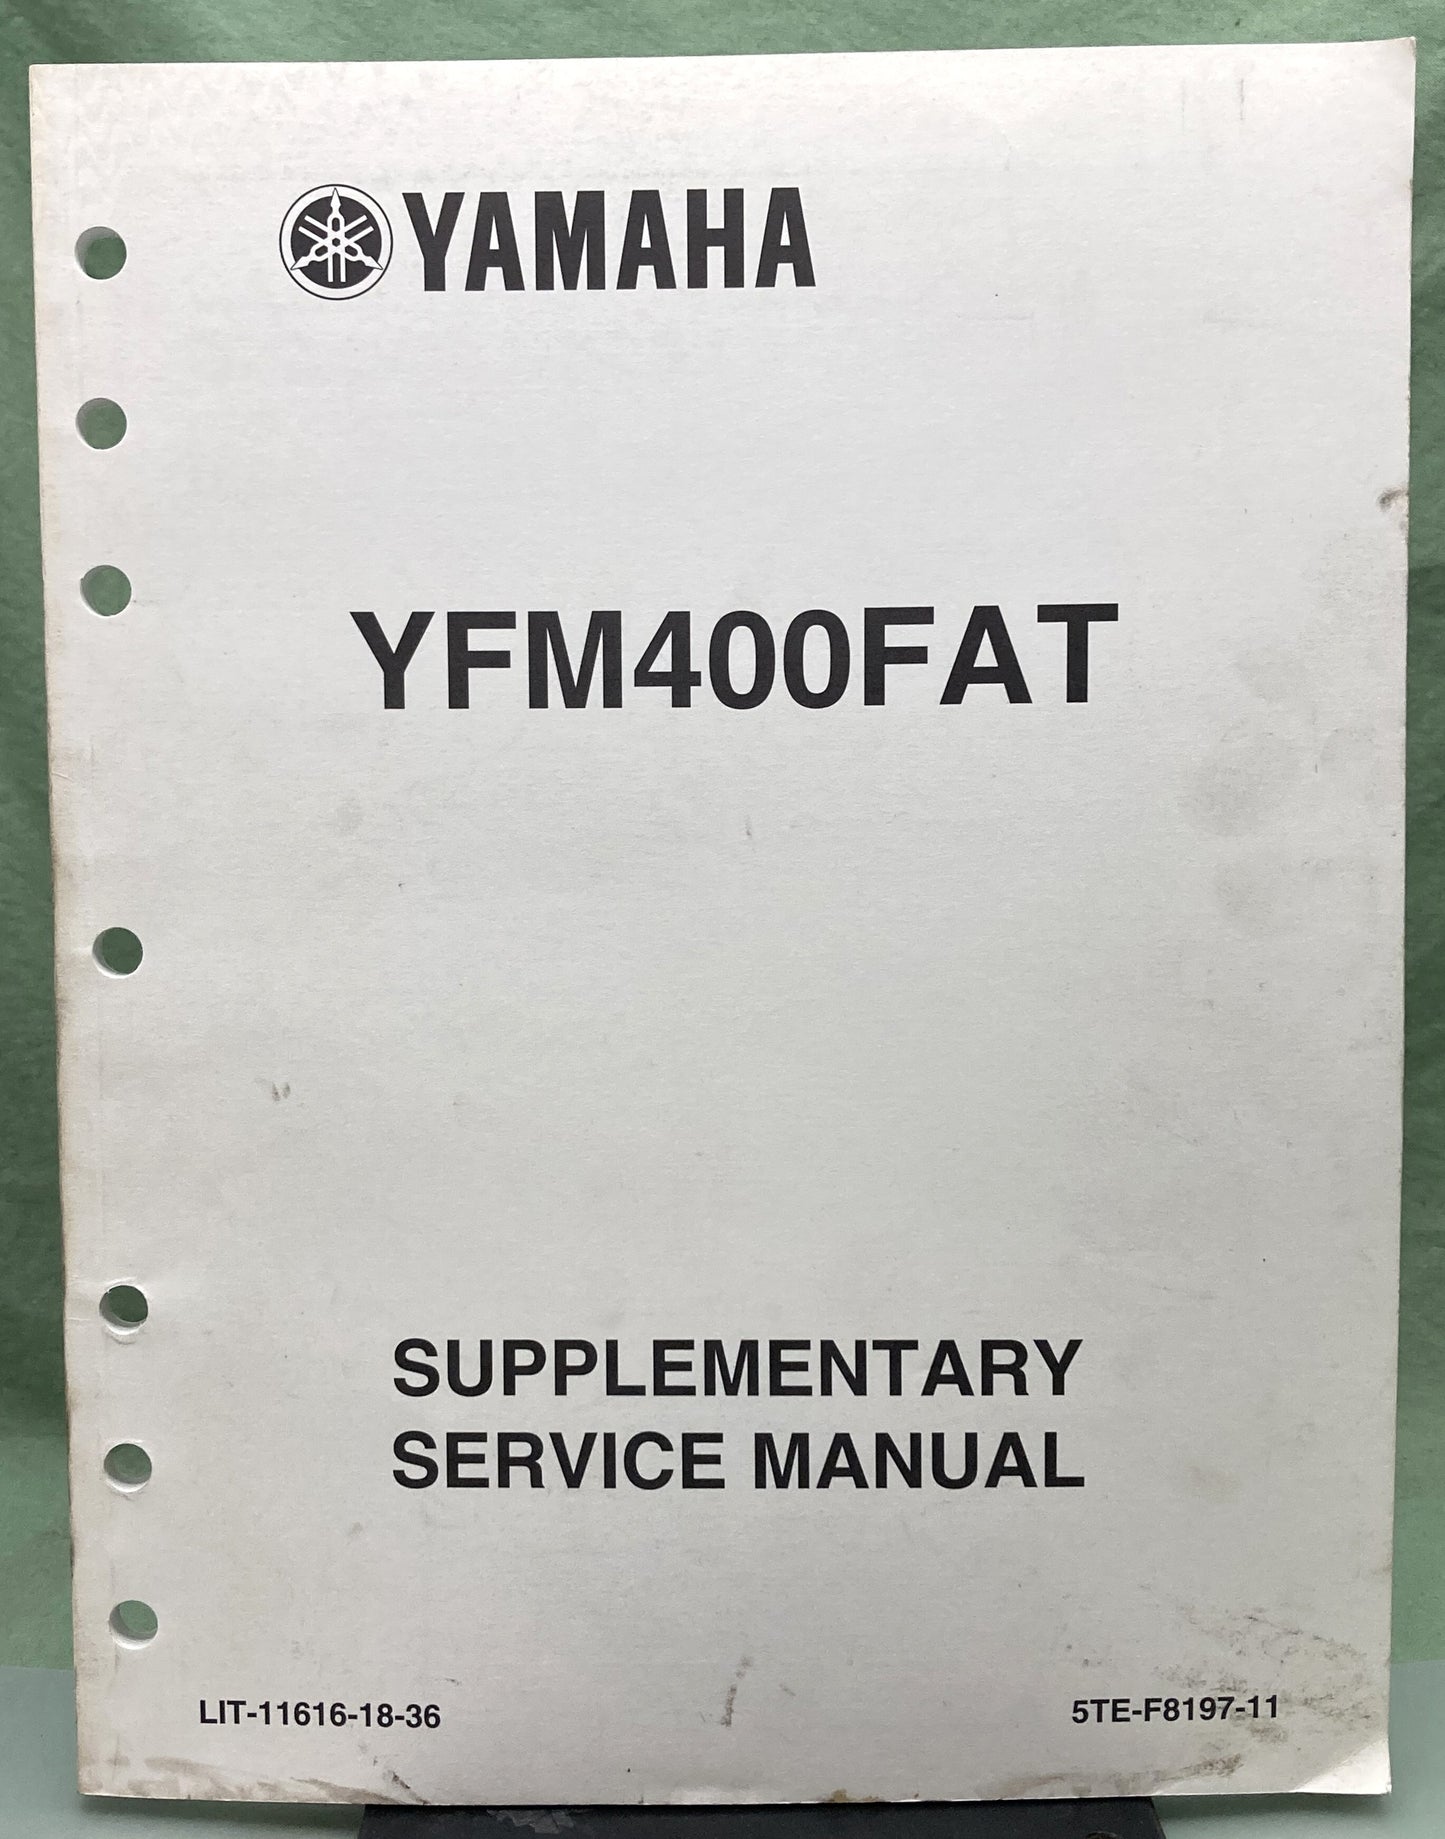 YAMAHA
YFM400FAT
SUPPLEMENTARY
SERVICE MANUAL
LIT-11616-18-36
5TE-F8197-11